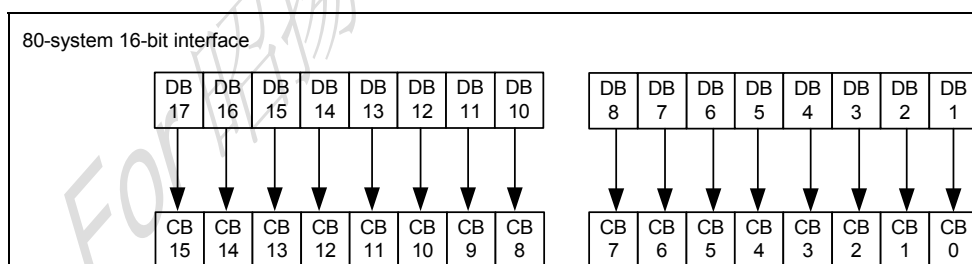 80-system 16-bit interface
DB 17 DB 16 DB 15 DB 14 DB 13 DB 12 DB 11 DB 10 DB 8 DB 7 DB 6 DB 5 DB 4 DB 3 DB 2 DB 1
CB 15 CB 14 CB 13 CB 12 CB 11 CB 10 CB 9 CB 8 CB 7 CB 6 CB 5 CB 4 CB 3 CB 2 CB 1 CB 0
For